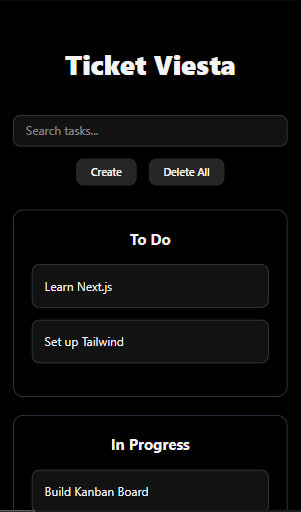 Ticket Viesta
Search tasks...
Create Delete All
To Do
Learn Next.js
Set up Tailwind
In Progress
Build Kanban Board